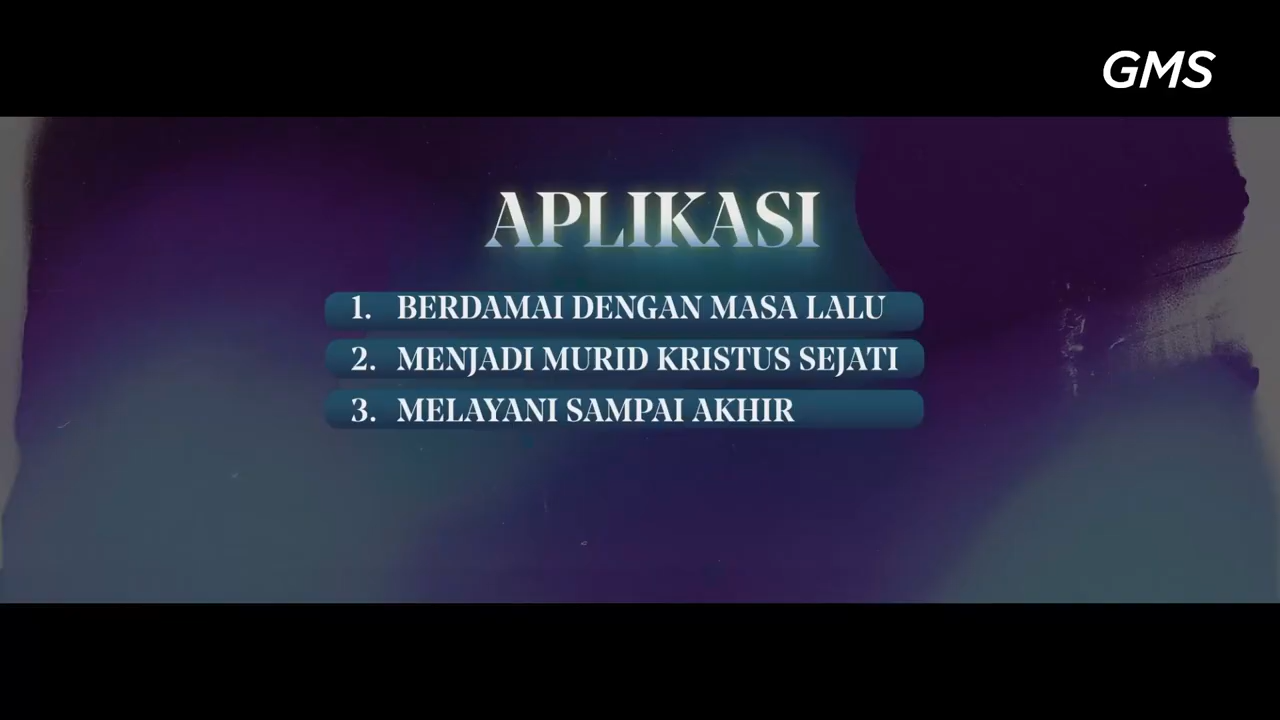 GMS
APLIKASI
1. BERDAMAI DENGAN MASA LALU
2. MENJADI MURID KRISTUS SEJATI
3. MELAYANI SAMPAI AKHIR